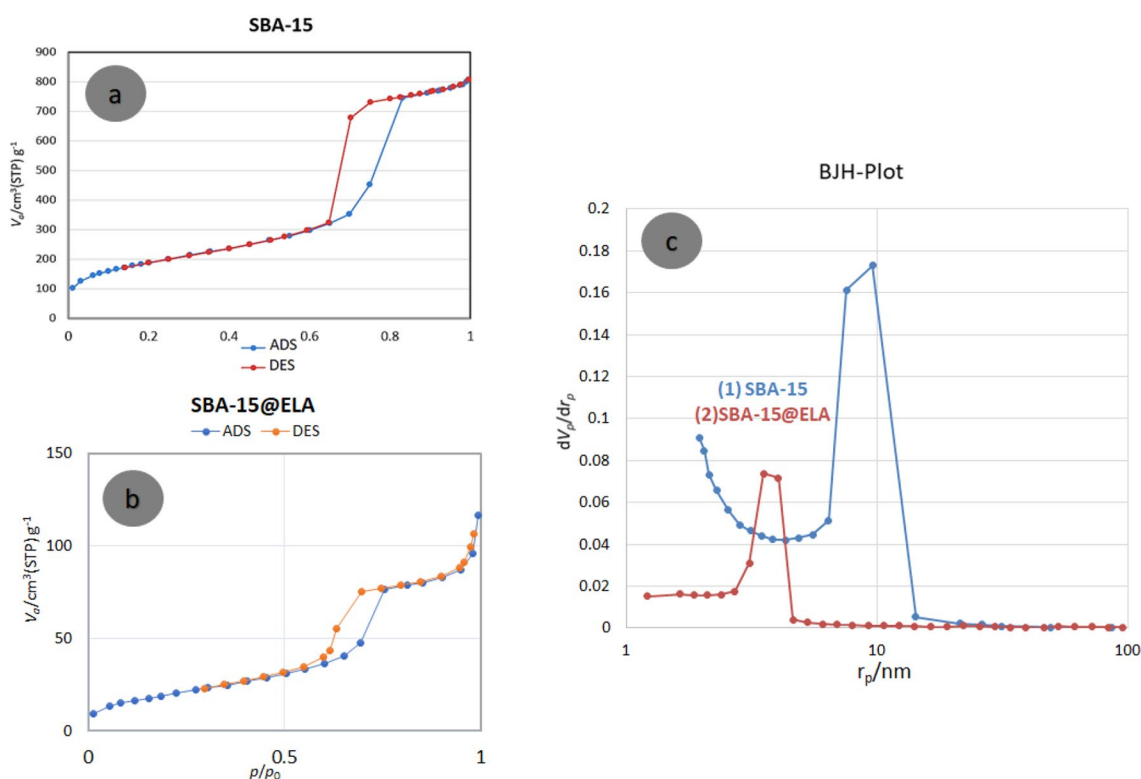 SBA-15
a
900
800
700
600
500
400
300
200
100
0
Va/cm³(STP) g⁻¹
0 0.2 0.4 0.6 0.8 1
ADS
DES
SBA-15@ELA
ADS DES
b
150
100
50
0
Va/cm³(STP) g⁻¹
0 0.5 1
p/p₀
BJH-Plot
c
0.2
0.18
0.16
0.14
0.12
0.1
0.08
0.06
0.04
0.02
0
dVp/drp
(1) SBA-15
(2)SBA-15@ELA
1 10 100
rp/nm